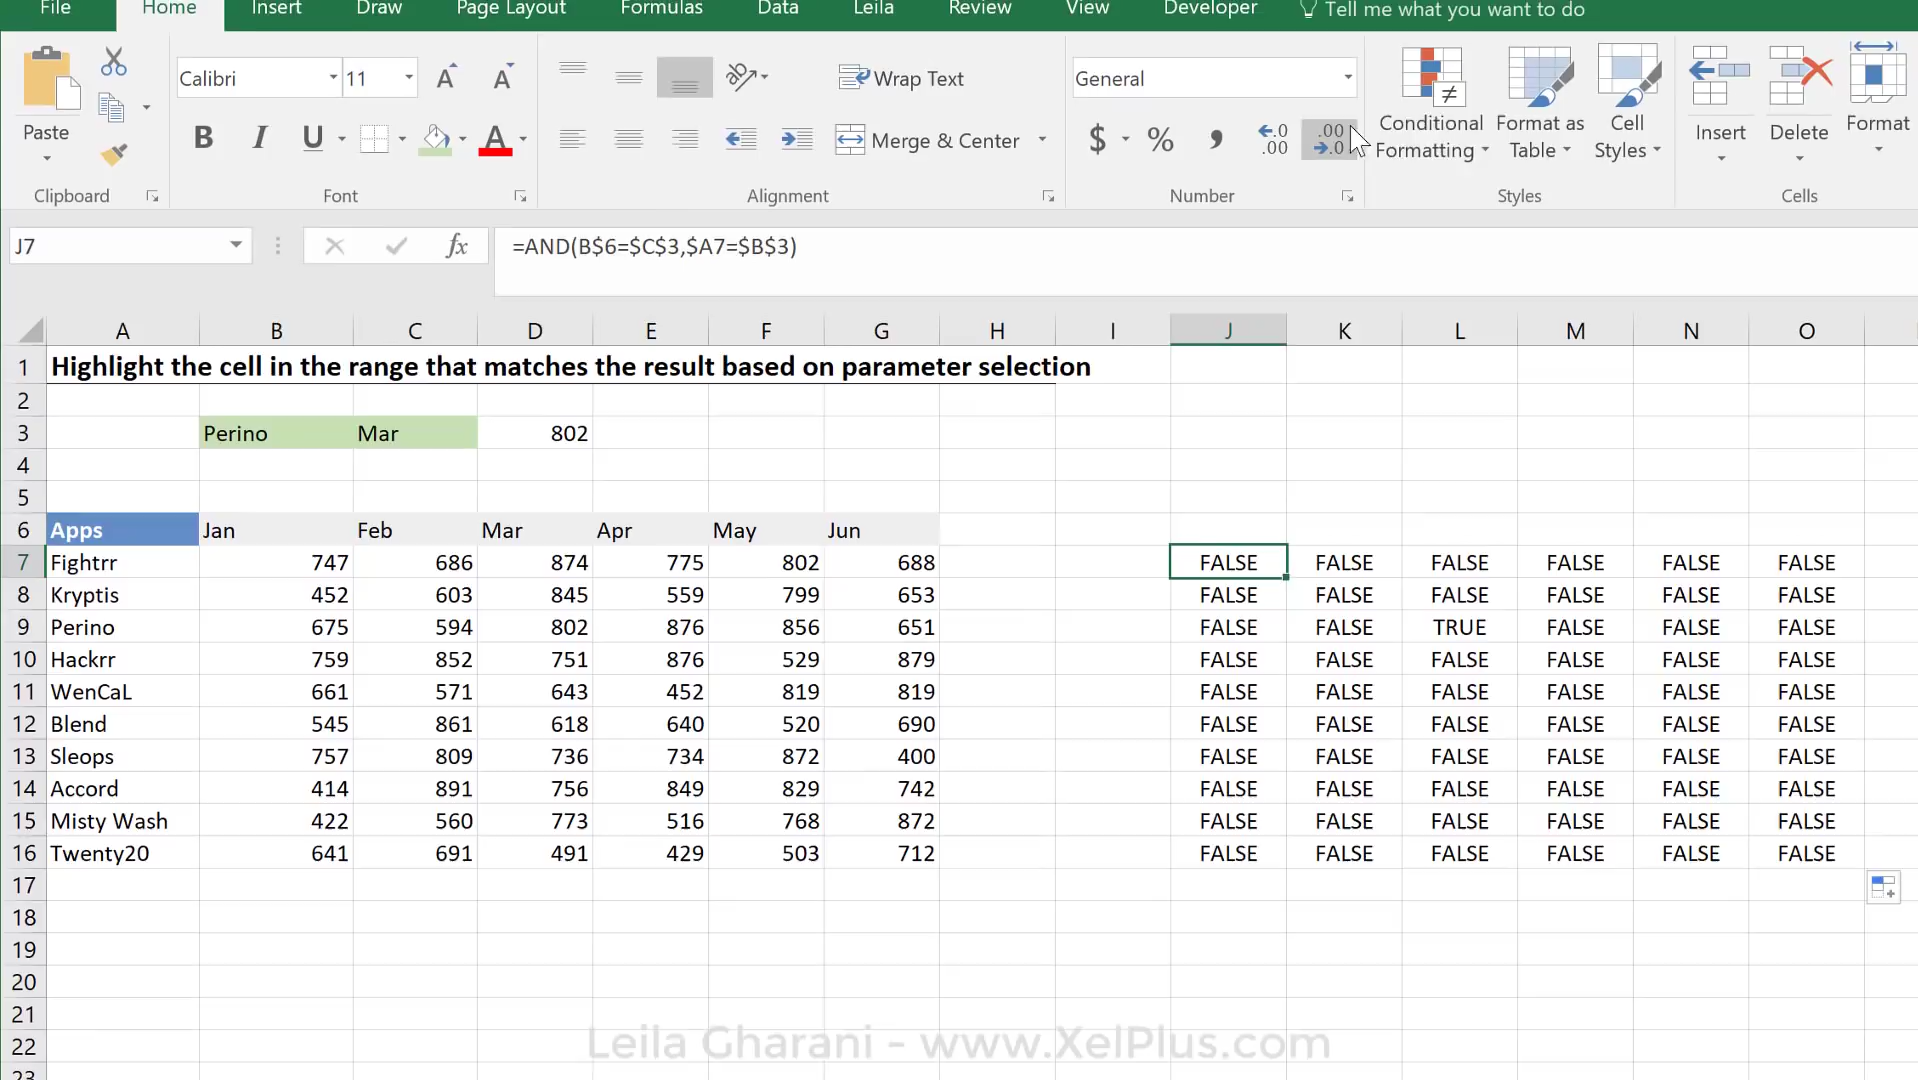 File Home Insert Draw Page Layout Formulas Data Leila Review View Developer Tell me what you want to do
Calibri 11 Wrap Text General
Paste B I U Merge & Center $ % , .0 .00 .00 .0 Conditional Formatting Format as Table Cell Styles Insert Delete Format
Clipboard Font Alignment Number Styles Cells
J7 fx =AND(B$6=$C$3,$A7=$B$3)
A B C D E F G H I J K L M N O
1 Highlight the cell in the range that matches the result based on parameter selection
2
3 Perino Mar 802
4
5
6 Apps Jan Feb Mar Apr May Jun
7 Fightrr 747 686 874 775 802 688 FALSE FALSE FALSE FALSE FALSE FALSE
8 Kryptis 452 603 845 559 799 653 FALSE FALSE FALSE FALSE FALSE FALSE
9 Perino 675 594 802 876 856 651 FALSE FALSE TRUE FALSE FALSE FALSE
10 Hackrr 759 852 751 876 529 879 FALSE FALSE FALSE FALSE FALSE FALSE
11 WenCaL 661 571 643 452 819 819 FALSE FALSE FALSE FALSE FALSE FALSE
12 Blend 545 861 618 640 520 690 FALSE FALSE FALSE FALSE FALSE FALSE
13 Sleops 757 809 736 734 872 400 FALSE FALSE FALSE FALSE FALSE FALSE
14 Accord 414 891 756 849 829 742 FALSE FALSE FALSE FALSE FALSE FALSE
15 Misty Wash 422 560 773 516 768 872 FALSE FALSE FALSE FALSE FALSE FALSE
16 Twenty20 641 691 491 429 503 712 FALSE FALSE FALSE FALSE FALSE FALSE
17
18
19
20
21
22
23
Leila Gharani - www.XelPlus.com